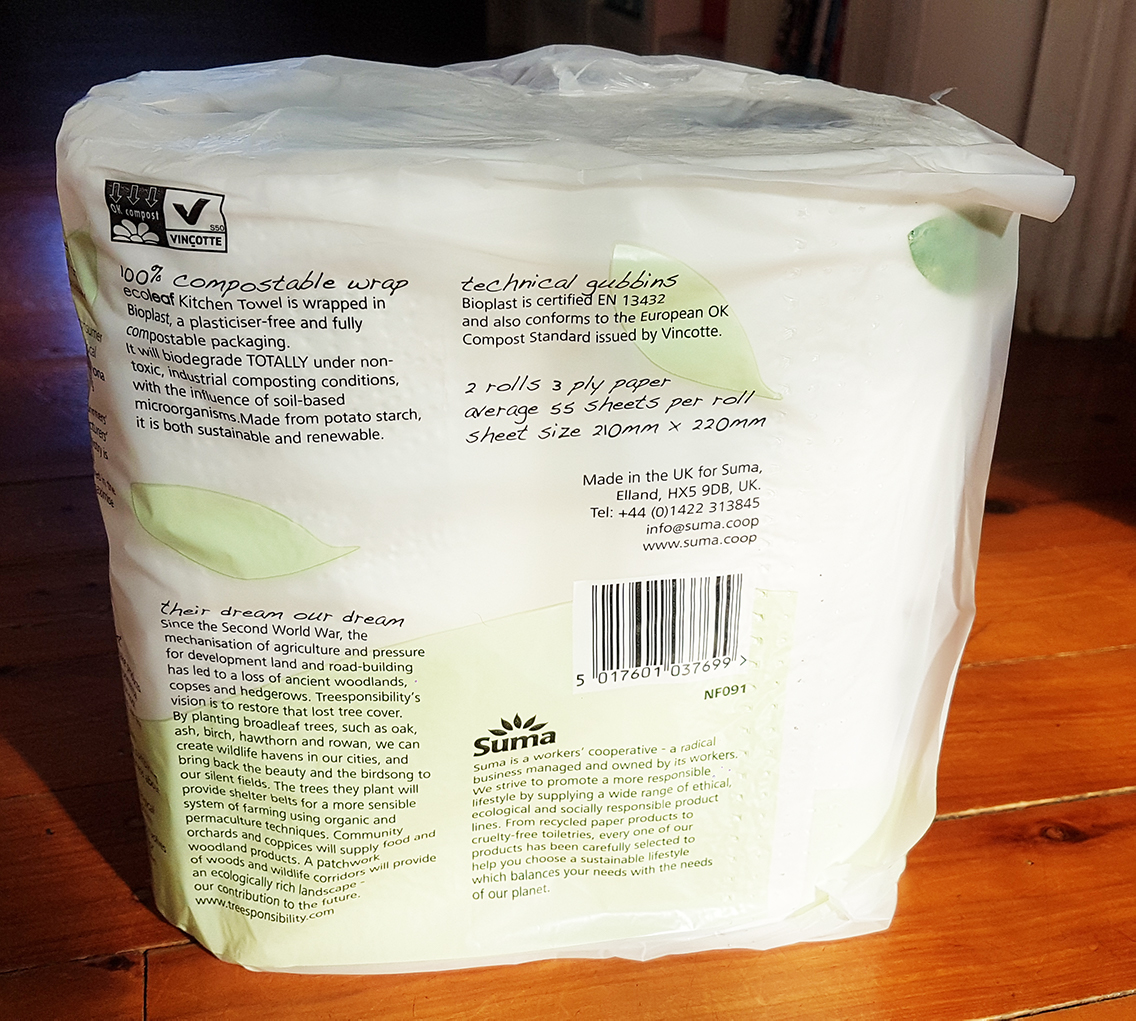 OK compost
S50
VINÇOTTE
100% compostable wrap
ecoleaf Kitchen Towel is wrapped in
Bioplast, a plasticiser-free and fully
compostable packaging.
It will biodegrade TOTALLY under non-
toxic, industrial composting conditions,
with the influence of soil-based
microorganisms.Made from potato starch,
it is both sustainable and renewable.
technical gubbins
Bioplast is certified EN 13432
and also conforms to the European OK
Compost Standard issued by Vincotte.
2 rolls 3 ply paper
average 55 sheets per roll
sheet size 210mm x 220mm
Made in the UK for Suma,
Elland, HX5 9DB, UK.
Tel: +44 (0)1422 313845
info@suma.coop
www.suma.coop
5 017601 037699 >
NF091
their dream our dream
Since the Second World War, the
mechanisation of agriculture and pressure
for development land and road-building
has led to a loss of ancient woodlands,
copses and hedgerows. Treesponsibility's
vision is to restore that lost tree cover.
By planting broadleaf trees, such as oak,
ash, birch, hawthorn and rowan, we can
create wildlife havens in our cities, and
bring back the beauty and the birdsong to
our silent fields. The trees they plant will
provide shelter belts for a more sensible
system of farming using organic and
permaculture techniques. Community
orchards and coppices will supply food and
woodland products. A patchwork
of woods and wildlife corridors will provide
an ecologically rich landscape -
our contribution to the future.
www.treesponsibility.com
Suma
Suma is a workers' cooperative - a radical
business managed and owned by its workers.
We strive to promote a more responsible
lifestyle by supplying a wide range of ethical,
ecological and socially responsible product
lines. From recycled paper products to
cruelty-free toiletries, every one of our
products has been carefully selected to
help you choose a sustainable lifestyle
which balances your needs with the needs
of our planet.